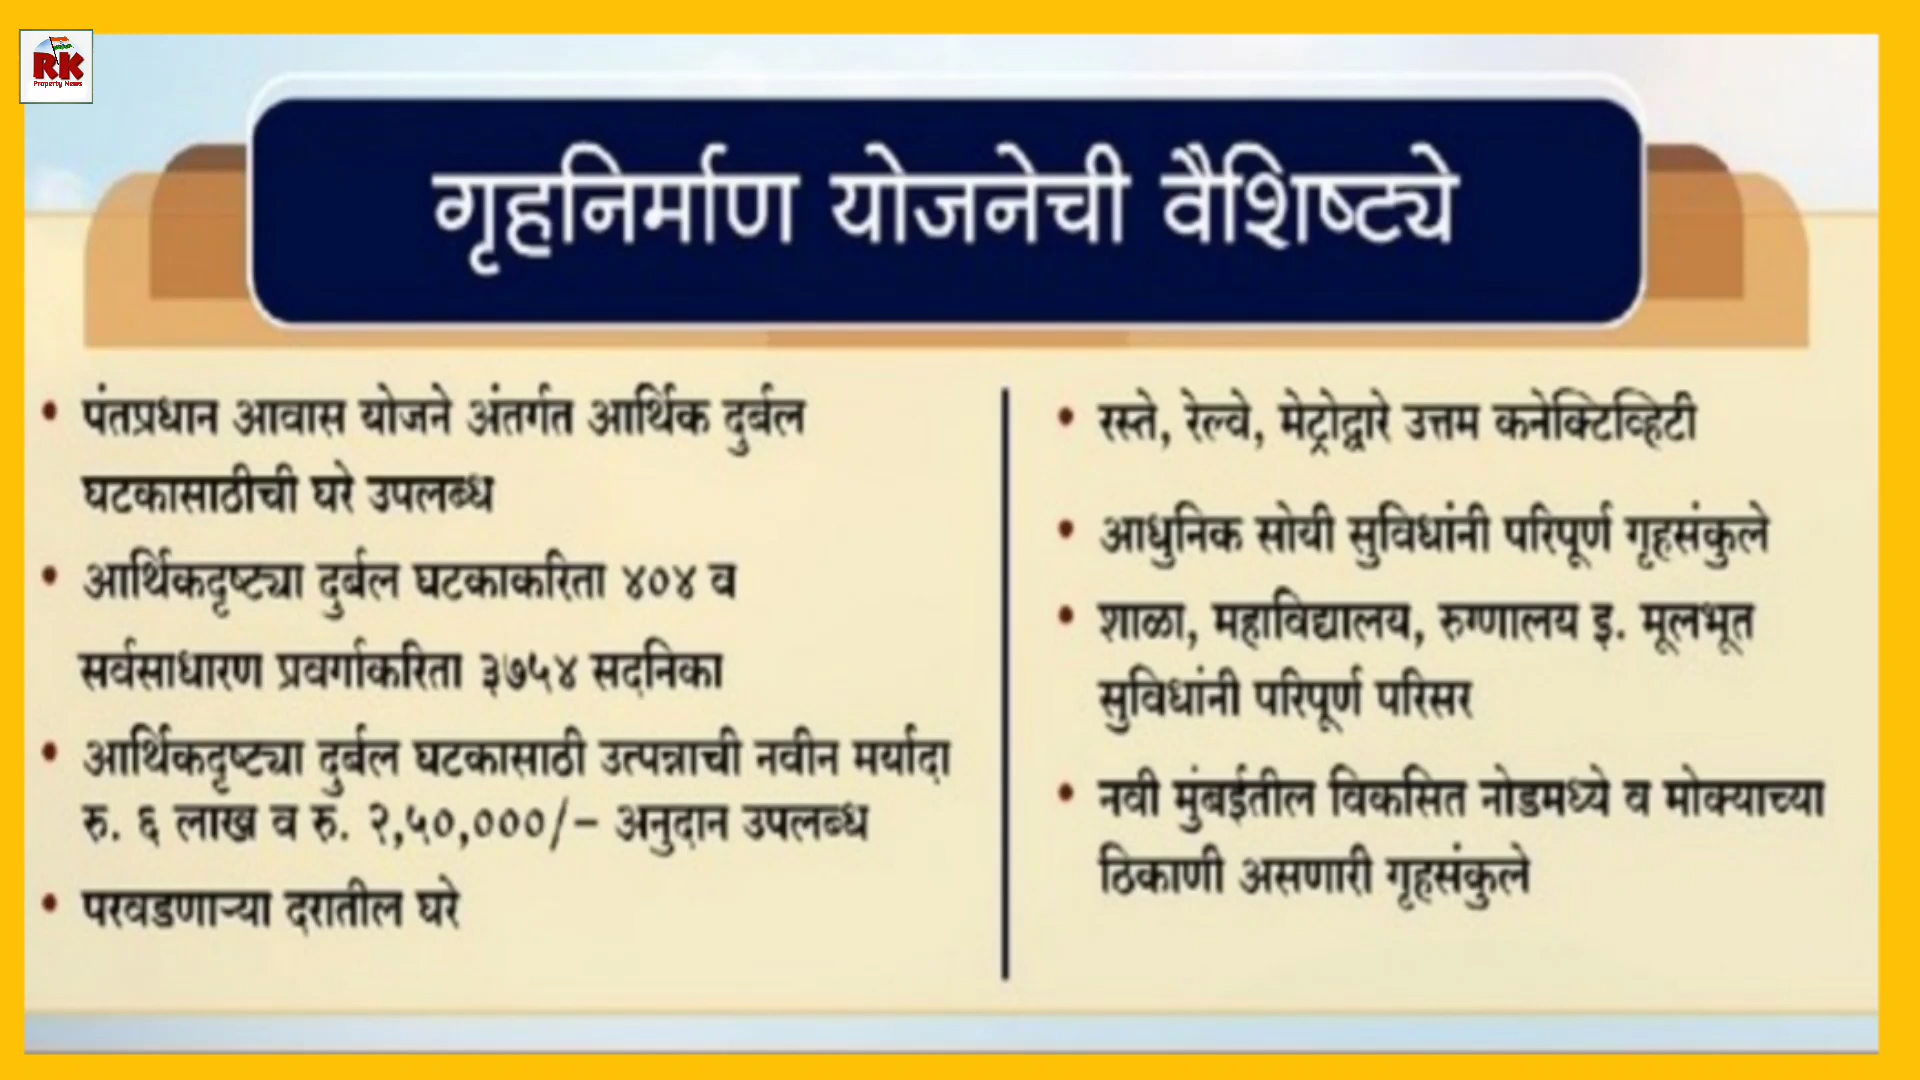 RK
Property News
गृहनिर्माण योजनेची वैशिष्ट्ये
• पंतप्रधान आवास योजने अंतर्गत आर्थिक दुर्बल
घटकासाठीची घरे उपलब्ध
• आर्थिकदृष्ट्या दुर्बल घटकाकरिता ४०४ व
सर्वसाधारण प्रवर्गाकरिता ३७५४ सदनिका
• आर्थिकदृष्ट्या दुर्बल घटकासाठी उत्पन्नाची नवीन मर्यादा
रु. ६ लाख व रु. २,५०,०००/– अनुदान उपलब्ध
• परवडणाऱ्या दरातील घरे
• रस्ते, रेल्वे, मेट्रोद्वारे उत्तम कनेक्टिव्हिटी
• आधुनिक सोयी सुविधांनी परिपूर्ण गृहसंकुले
• शाळा, महाविद्यालय, रुग्णालय इ. मूलभूत
सुविधांनी परिपूर्ण परिसर
• नवी मुंबईतील विकसित नोडमध्ये व मोक्याच्या
ठिकाणी असणारी गृहसंकुले